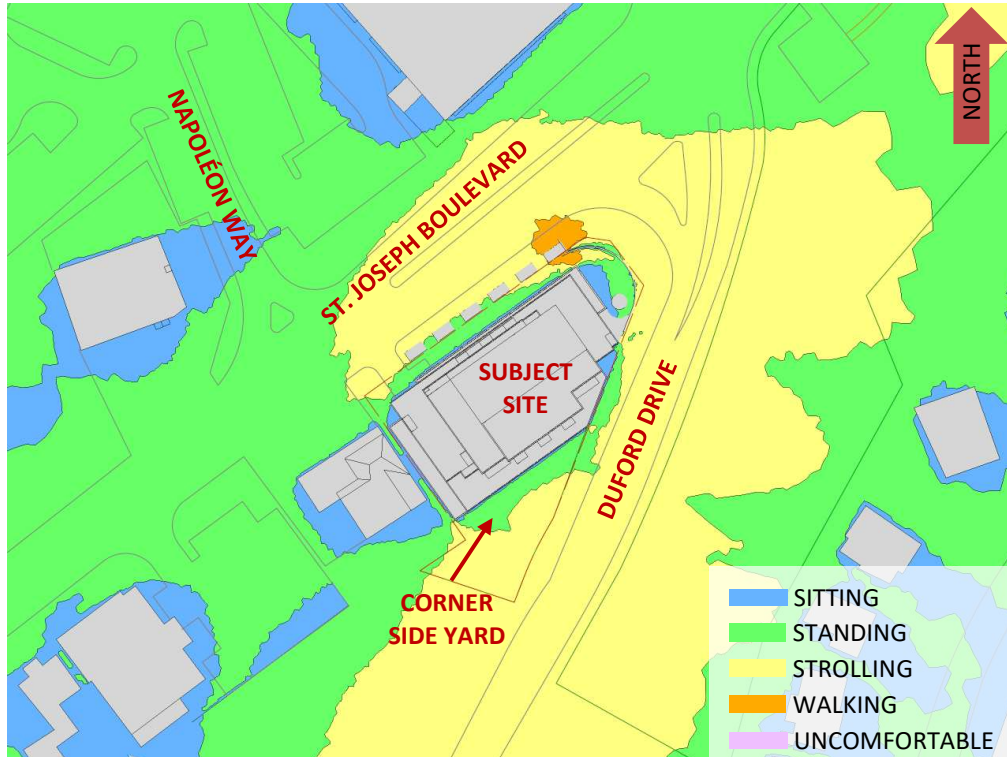 NORTH
NAPOLÉON WAY
ST. JOSEPH BOULEVARD
SUBJECT
SITE
DUFORD DRIVE
CORNER
SIDE YARD
SITTING
STANDING
STROLLING
WALKING
UNCOMFORTABLE